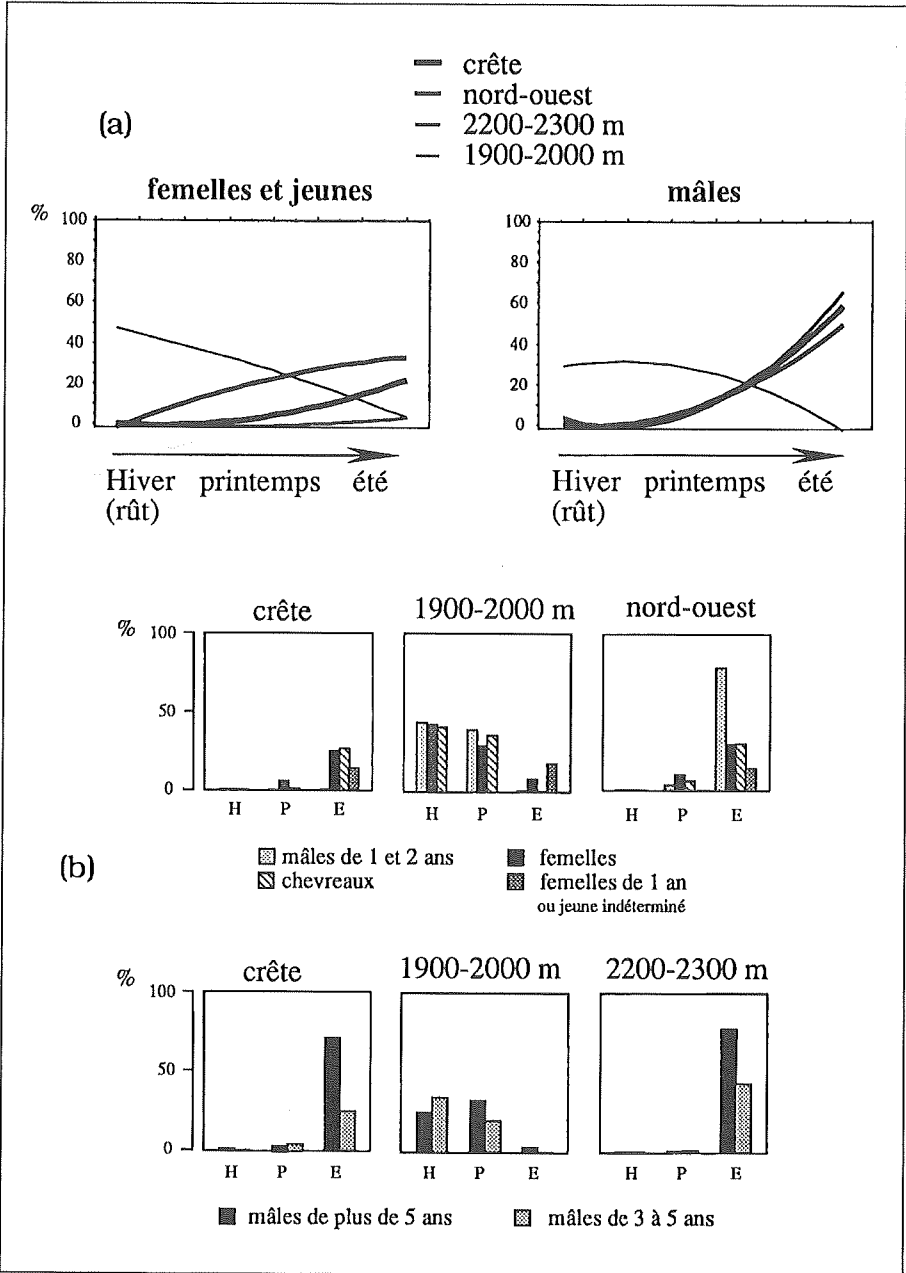 crête
nord-ouest
(a)
2200-2300 m
1900-2000 m
femelles et jeunes
mâles
%
100
80
60
40
20
0
100
80
60
40
20
0
Hiver printemps été
(rût)
Hiver printemps été
(rût)
crête
1900-2000 m
nord-ouest
%
100
50
0
H P E
H P E
H P E
(b)
mâles de 1 et 2 ans
femelles
chevreaux
femelles de 1 an
ou jeune indéterminé
crête
1900-2000 m
2200-2300 m
%
100
50
0
H P E
H P E
H P E
mâles de plus de 5 ans
mâles de 3 à 5 ans